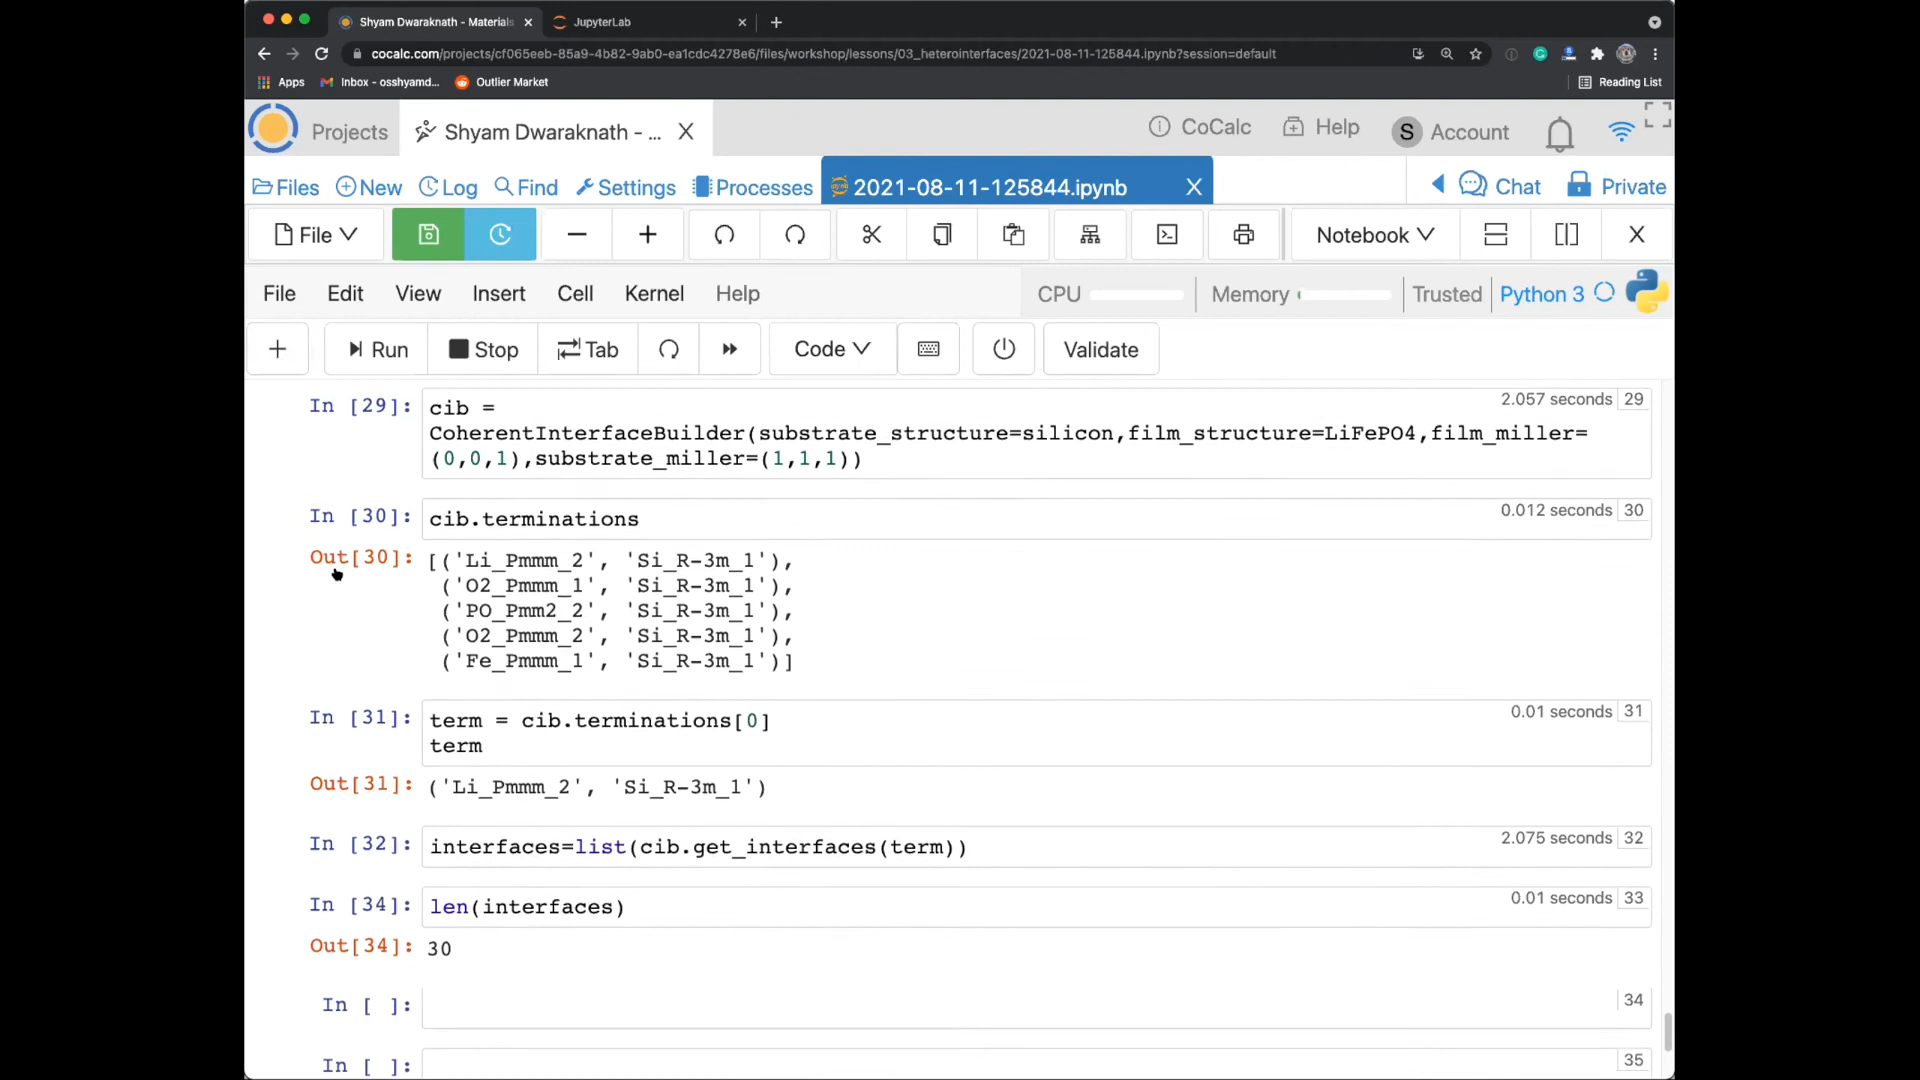 Shyam Dwaraknath - Materials
JupyterLab
cocalc.com/projects/cf065eeb-85a9-4b82-9ab0-ea1cdc4278e6/files/workshop/lessons/03_heterointerfaces/2021-08-11-125844.ipynb?session=default
Apps
Inbox - osshyamd...
Outlier Market
Reading List
Projects
Shyam Dwaraknath - ...
CoCalc
Help
S Account
Files
New
Log
Find
Settings
Processes
2021-08-11-125844.ipynb
Chat
Private
File
Notebook
File Edit View Insert Cell Kernel Help
CPU
Memory
Trusted
Python 3
Run
Stop
Tab
Code
Validate
In [29]: cib =
CoherentInterfaceBuilder(substrate_structure=silicon,film_structure=LiFePO4,film_miller=
(0,0,1),substrate_miller=(1,1,1))
2.057 seconds 29
In [30]: cib.terminations
0.012 seconds 30
Out[30]: [('Li_Pmmm_2', 'Si_R-3m_1'),
('O2_Pmmm_1', 'Si_R-3m_1'),
('PO_Pmm2_2', 'Si_R-3m_1'),
('O2_Pmmm_2', 'Si_R-3m_1'),
('Fe_Pmmm_1', 'Si_R-3m_1')]
In [31]: term = cib.terminations[0]
term
0.01 seconds 31
Out[31]: ('Li_Pmmm_2', 'Si_R-3m_1')
In [32]: interfaces=list(cib.get_interfaces(term))
2.075 seconds 32
In [34]: len(interfaces)
0.01 seconds 33
Out[34]: 30
In [ ]:
34
In [ ]:
35